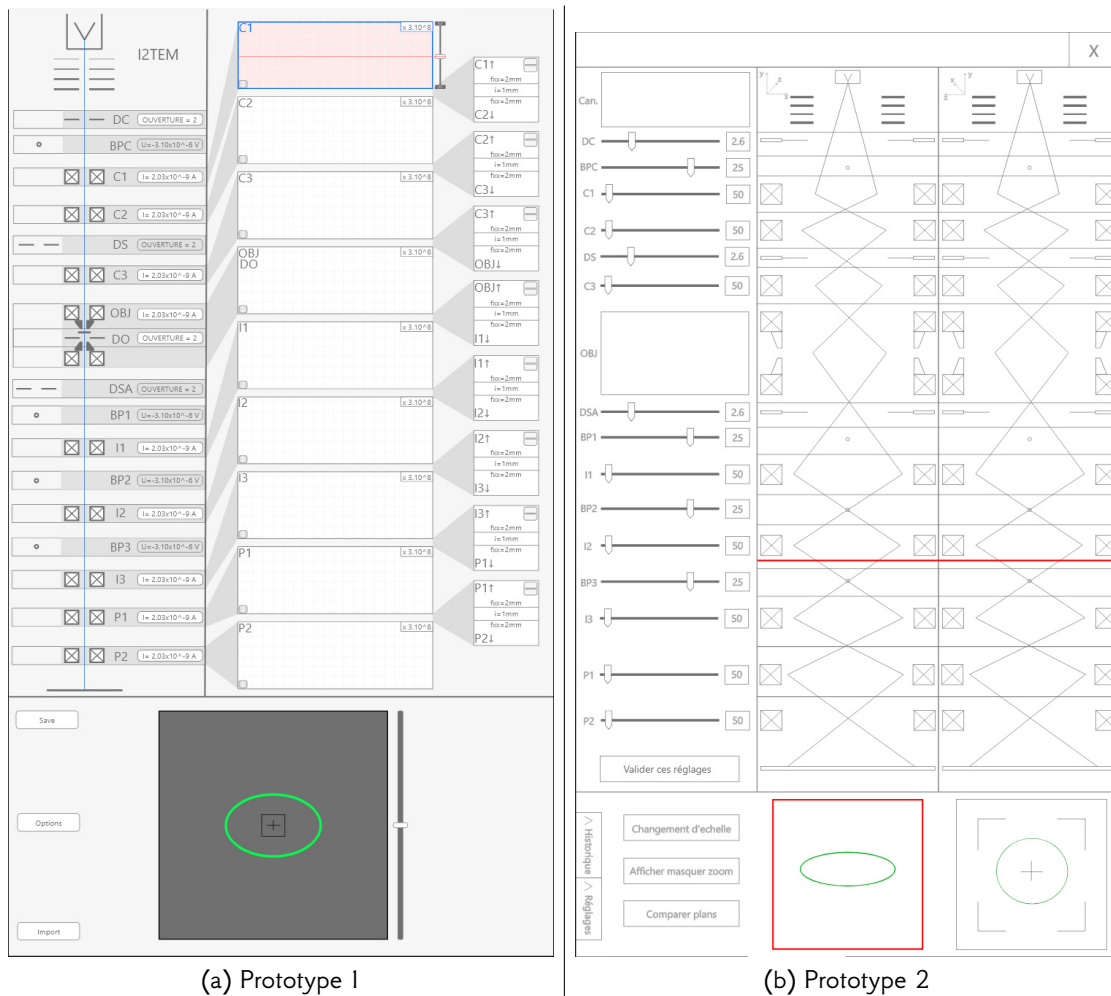 I2TEM
DC OUVERTURE = 2
BPC U=-3.10x10^-6 V
C1 I= 2.03x10^-9 A
C2 I= 2.03x10^-9 A
DS OUVERTURE = 2
C3 I= 2.03x10^-9 A
OBJ I= 2.03x10^-9 A
DO OUVERTURE = 2
DSA OUVERTURE = 2
BP1 U=-3.10x10^-6 V
I1 I= 2.03x10^-9 A
BP2 U=-3.10x10^-6 V
I2 I= 2.03x10^-9 A
BP3 U=-3.10x10^-6 V
I3 I= 2.03x10^-9 A
P1 I= 2.03x10^-9 A
P2 I= 2.03x10^-9 A
C1 x 3.10^8
C2 x 3.10^8
C3 x 3.10^8
OBJ x 3.10^8
DO
I1 x 3.10^8
I2 x 3.10^8
I3 x 3.10^8
P1 x 3.10^8
P2 x 3.10^8
C1↑
fxx=2mm
i=1mm
fxx=2mm
C2↓
C2↑
fxx=2mm
i=1mm
fxx=2mm
C3↓
C3↑
fxx=2mm
i=1mm
fxx=2mm
OBJ↓
OBJ↑
fxx=2mm
i=1mm
fxx=2mm
I1↓
I1↑
fxx=2mm
i=1mm
fxx=2mm
I2↓
I2↑
fxx=2mm
i=1mm
fxx=2mm
I3↓
I3↑
fxx=2mm
i=1mm
fxx=2mm
P1↓
P1↑
fxx=2mm
i=1mm
fxx=2mm
P2↓
Save
Options
Import
(a) Prototype 1
X
Can.
DC 2.6
BPC 25
C1 50
C2 50
DS 2.6
C3 50
OBJ
DSA 2.6
BP1 25
I1 50
BP2 25
I2 50
BP3 25
I3 50
P1 50
P2 50
Valider ces réglages
y z
y z
> Historique
> Réglages
Changement d'echelle
Afficher masquer zoom
Comparer plans
(b) Prototype 2